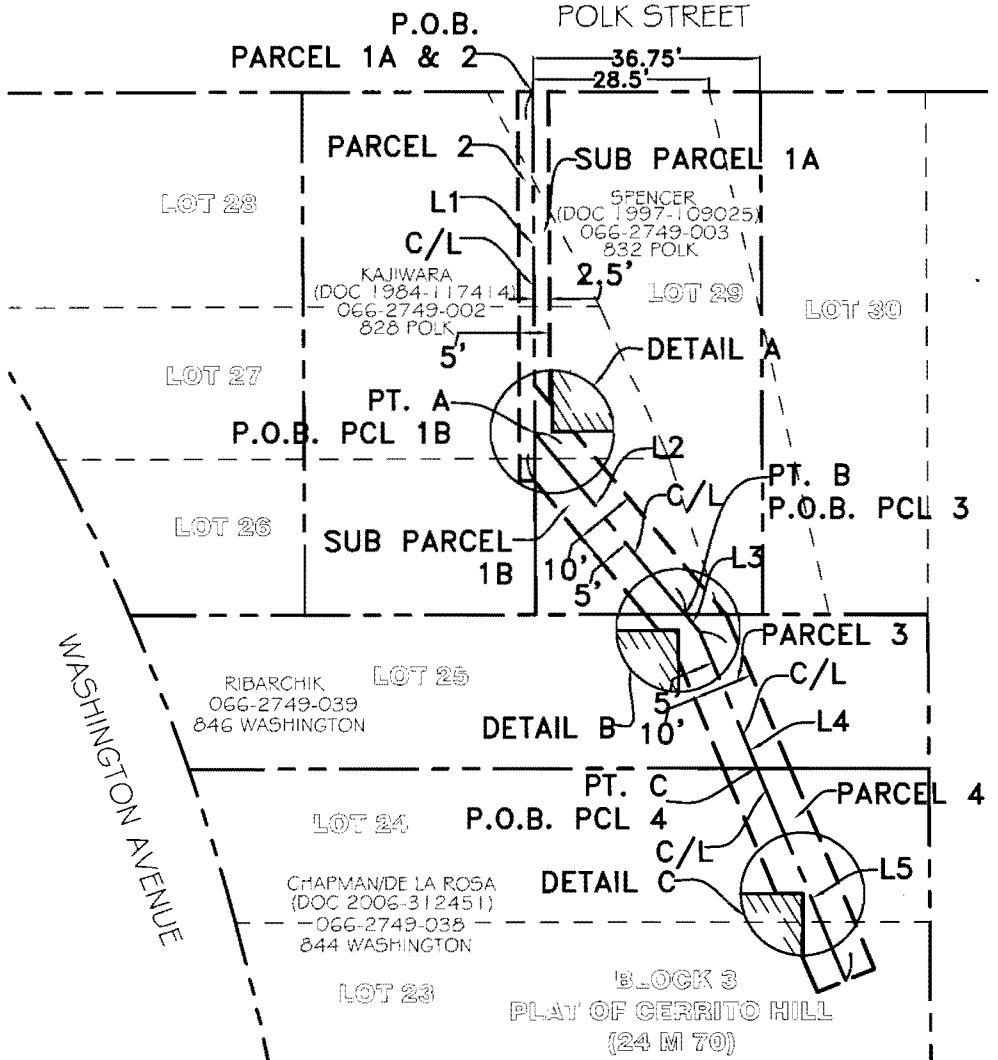 POLK STREET
P.O.B.
PARCEL 1A & 2
36.75'
28.5'
PARCEL 2
SUB PARCEL 1A
LOT 28
SPENCER
(DOC 1997-109025)
066-2749-003
832 POLK
L1
C/L
KAJIWARA
(DOC 1984-117414)
066-2749-002
828 POLK
2.5'
LOT 29
LOT 30
5'
DETAIL A
LOT 27
PT. A
P.O.B. PCL 1B
L2
PT. B
P.O.B. PCL 3
C/L
LOT 26
SUB PARCEL
1B
10'
5'
L3
PARCEL 3
WASHINGTON AVENUE
RIBARCHIK
066-2749-039
846 WASHINGTON
LOT 25
C/L
5'
10'
DETAIL B
L4
PT. C
P.O.B. PCL 4
PARCEL 4
LOT 24
C/L
L5
DETAIL C
CHAPMAN/DE LA ROSA
(DOC 2006-312451)
066-2749-038
844 WASHINGTON
LOT 23
BLOCK 3
PLAT OF CERRITO HILL
(24 M 70)